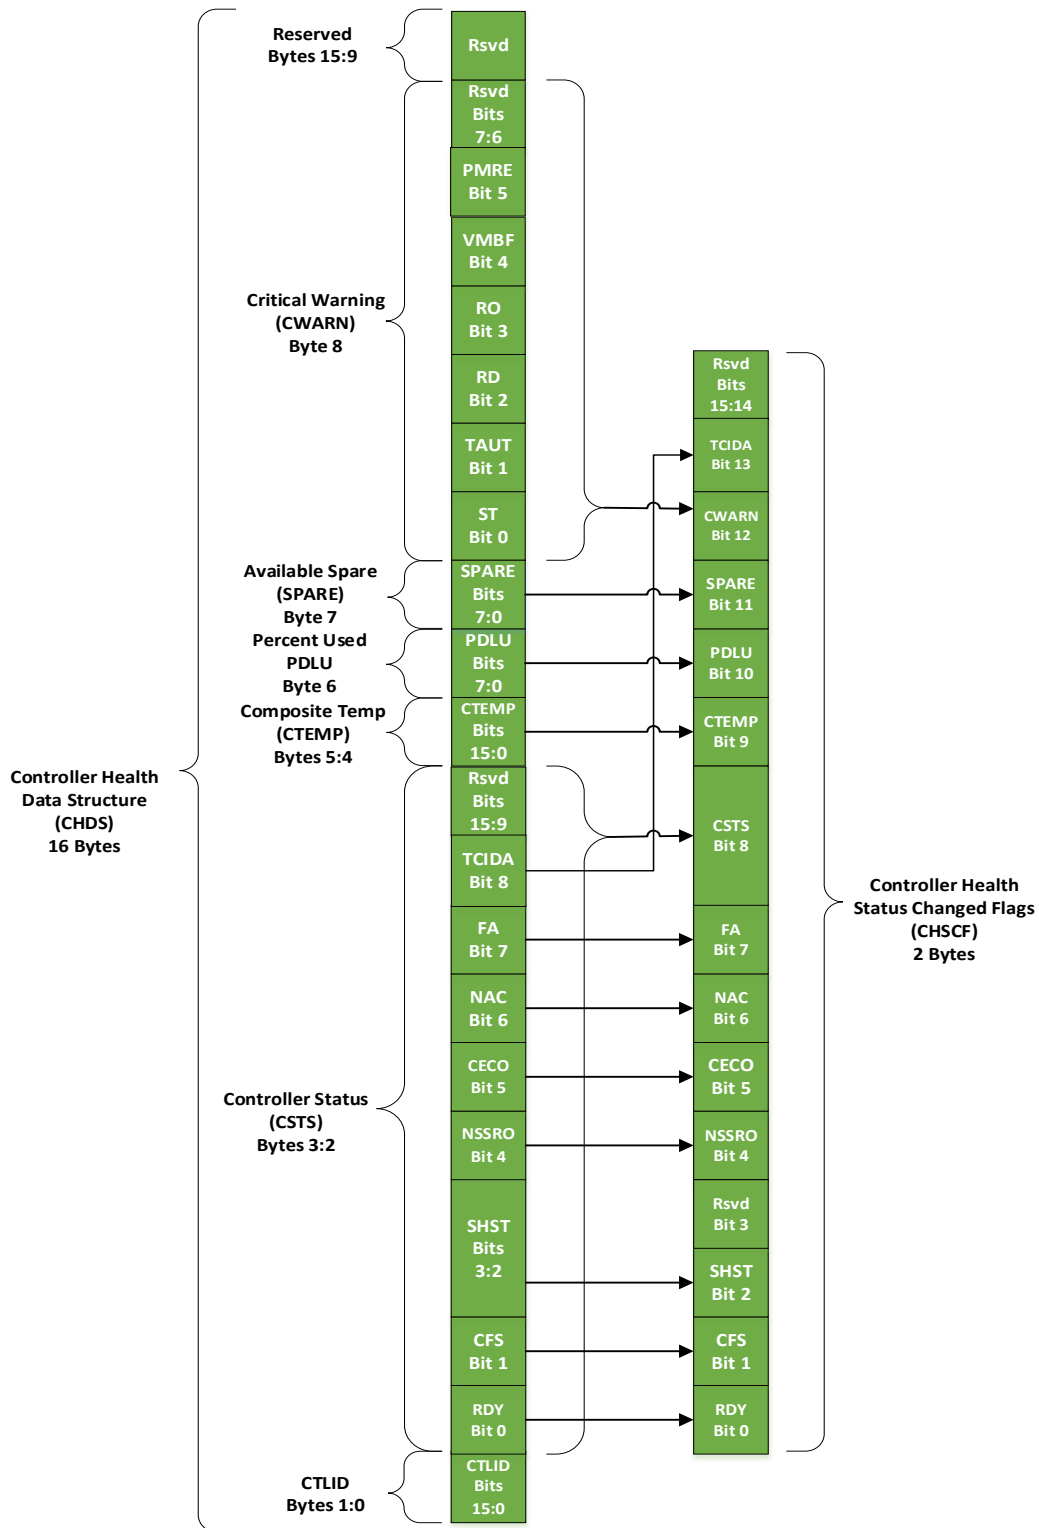 Controller Health
Data Structure
(CHDS)
16 Bytes
Reserved
Bytes 15:9
Critical Warning
(CWARN)
Byte 8
Available Spare
(SPARE)
Byte 7
Percent Used
PDLU
Byte 6
Composite Temp
(CTEMP)
Bytes 5:4
Controller Status
(CSTS)
Bytes 3:2
CTLID
Bytes 1:0
Rsvd
Rsvd
Bits
7:6
PMRE
Bit 5
VMBF
Bit 4
RO
Bit 3
RD
Bit 2
TAUT
Bit 1
ST
Bit 0
SPARE
Bits
7:0
PDLU
Bits
7:0
CTEMP
Bits
15:0
Rsvd
Bits
15:9
TCIDA
Bit 8
FA
Bit 7
NAC
Bit 6
CECO
Bit 5
NSSRO
Bit 4
SHST
Bits
3:2
CFS
Bit 1
RDY
Bit 0
CTLID
Bits
15:0
Rsvd
Bits
15:14
TCIDA
Bit 13
CWARN
Bit 12
SPARE
Bit 11
PDLU
Bit 10
CTEMP
Bit 9
CSTS
Bit 8
FA
Bit 7
NAC
Bit 6
CECO
Bit 5
NSSRO
Bit 4
Rsvd
Bit 3
SHST
Bit 2
CFS
Bit 1
RDY
Bit 0
Controller Health
Status Changed Flags
(CHSCF)
2 Bytes